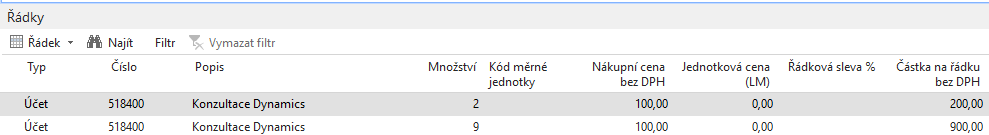 Řádky
Řádek Najít Filtr Vymazat filtr
Typ Číslo Popis Množství Kód měrné jednotky Nákupní cena bez DPH Jednotková cena (LM) Řádková sleva % Částka na řádku bez DPH
Účet 518400 Konzultace Dynamics 2 100,00 0,00 200,00
Účet 518400 Konzultace Dynamics 9 100,00 0,00 900,00